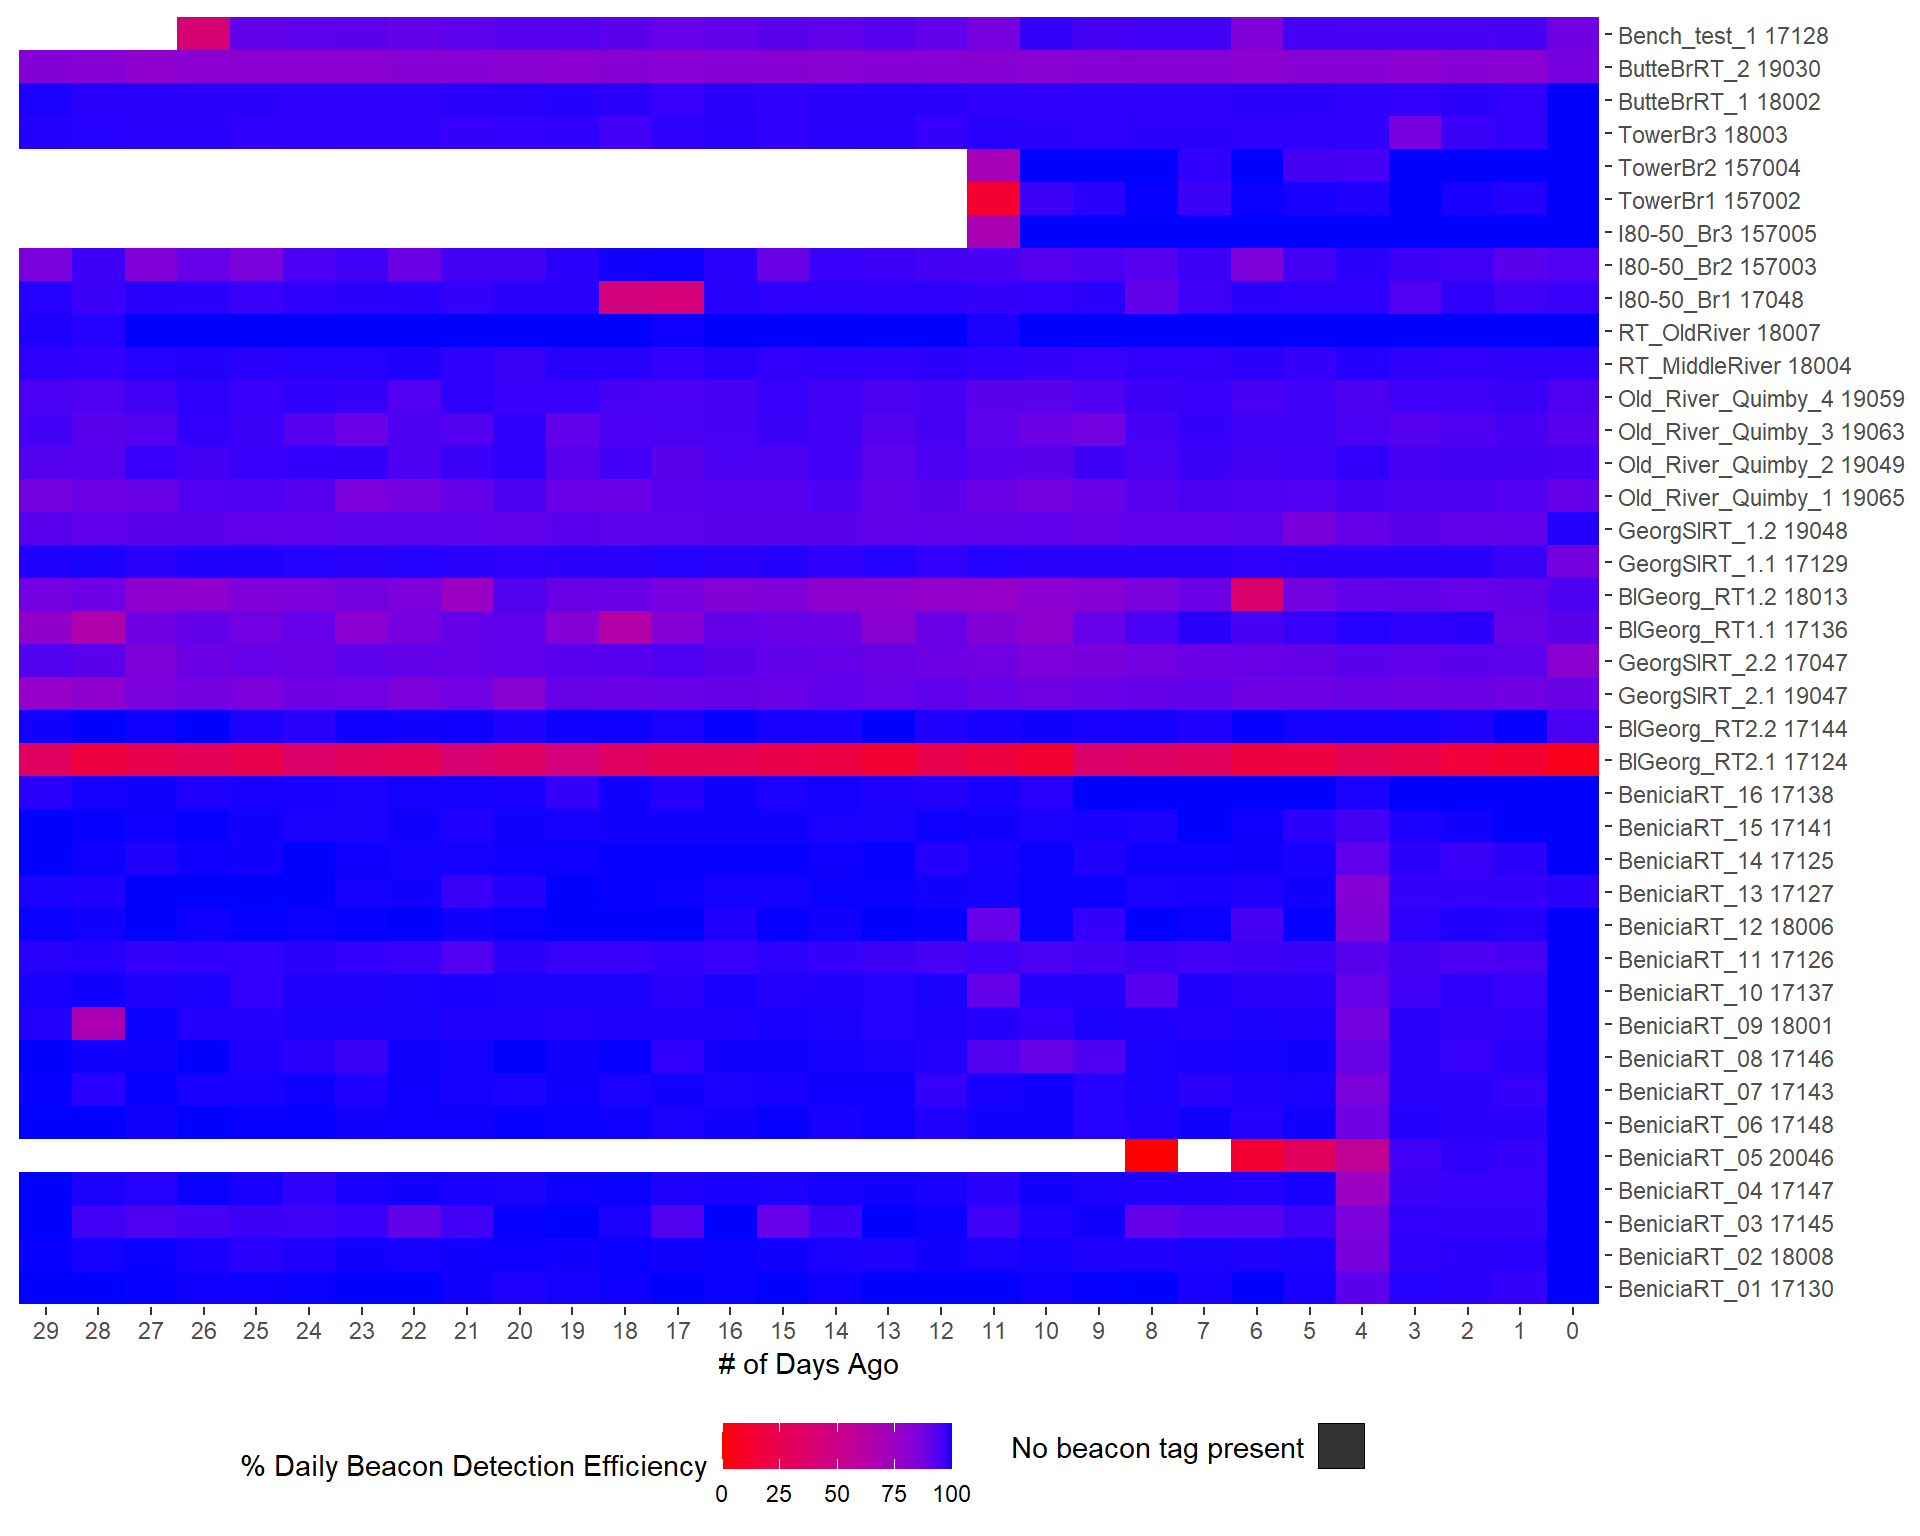 Bench_test_1 17128
ButteBrRT_2 19030
ButteBrRT_1 18002
TowerBr3 18003
TowerBr2 157004
TowerBr1 157002
I80-50_Br3 157005
I80-50_Br2 157003
I80-50_Br1 17048
RT_OldRiver 18007
RT_MiddleRiver 18004
Old_River_Quimby_4 19059
Old_River_Quimby_3 19063
Old_River_Quimby_2 19049
Old_River_Quimby_1 19065
GeorgSlRT_1.2 19048
GeorgSlRT_1.1 17129
BlGeorg_RT1.2 18013
BlGeorg_RT1.1 17136
GeorgSlRT_2.2 17047
GeorgSlRT_2.1 19047
BlGeorg_RT2.2 17144
BlGeorg_RT2.1 17124
BeniciaRT_16 17138
BeniciaRT_15 17141
BeniciaRT_14 17125
BeniciaRT_13 17127
BeniciaRT_12 18006
BeniciaRT_11 17126
BeniciaRT_10 17137
BeniciaRT_09 18001
BeniciaRT_08 17146
BeniciaRT_07 17143
BeniciaRT_06 17148
BeniciaRT_05 20046
BeniciaRT_04 17147
BeniciaRT_03 17145
BeniciaRT_02 18008
BeniciaRT_01 17130
29 28 27 26 25 24 23 22 21 20 19 18 17 16 15 14 13 12 11 10 9 8 7 6 5 4 3 2 1 0
# of Days Ago
% Daily Beacon Detection Efficiency
0 25 50 75 100
No beacon tag present